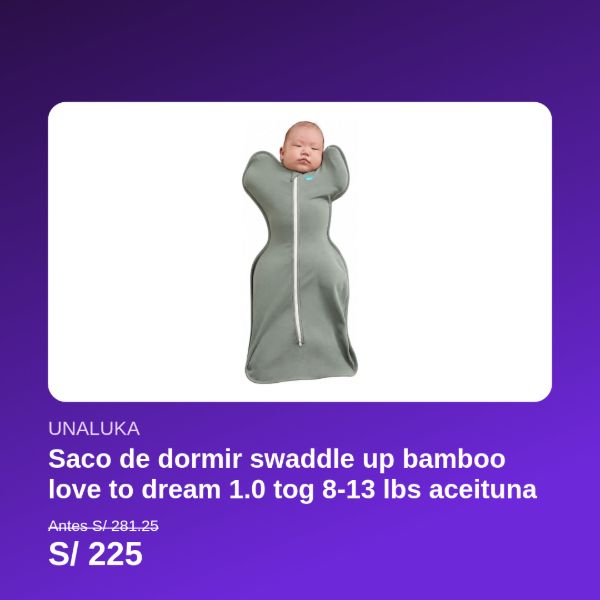 UNALUKA
Saco de dormir swaddle up bamboo
love to dream 1.0 tog 8-13 lbs aceituna
Antes S/ 281.25
S/ 225